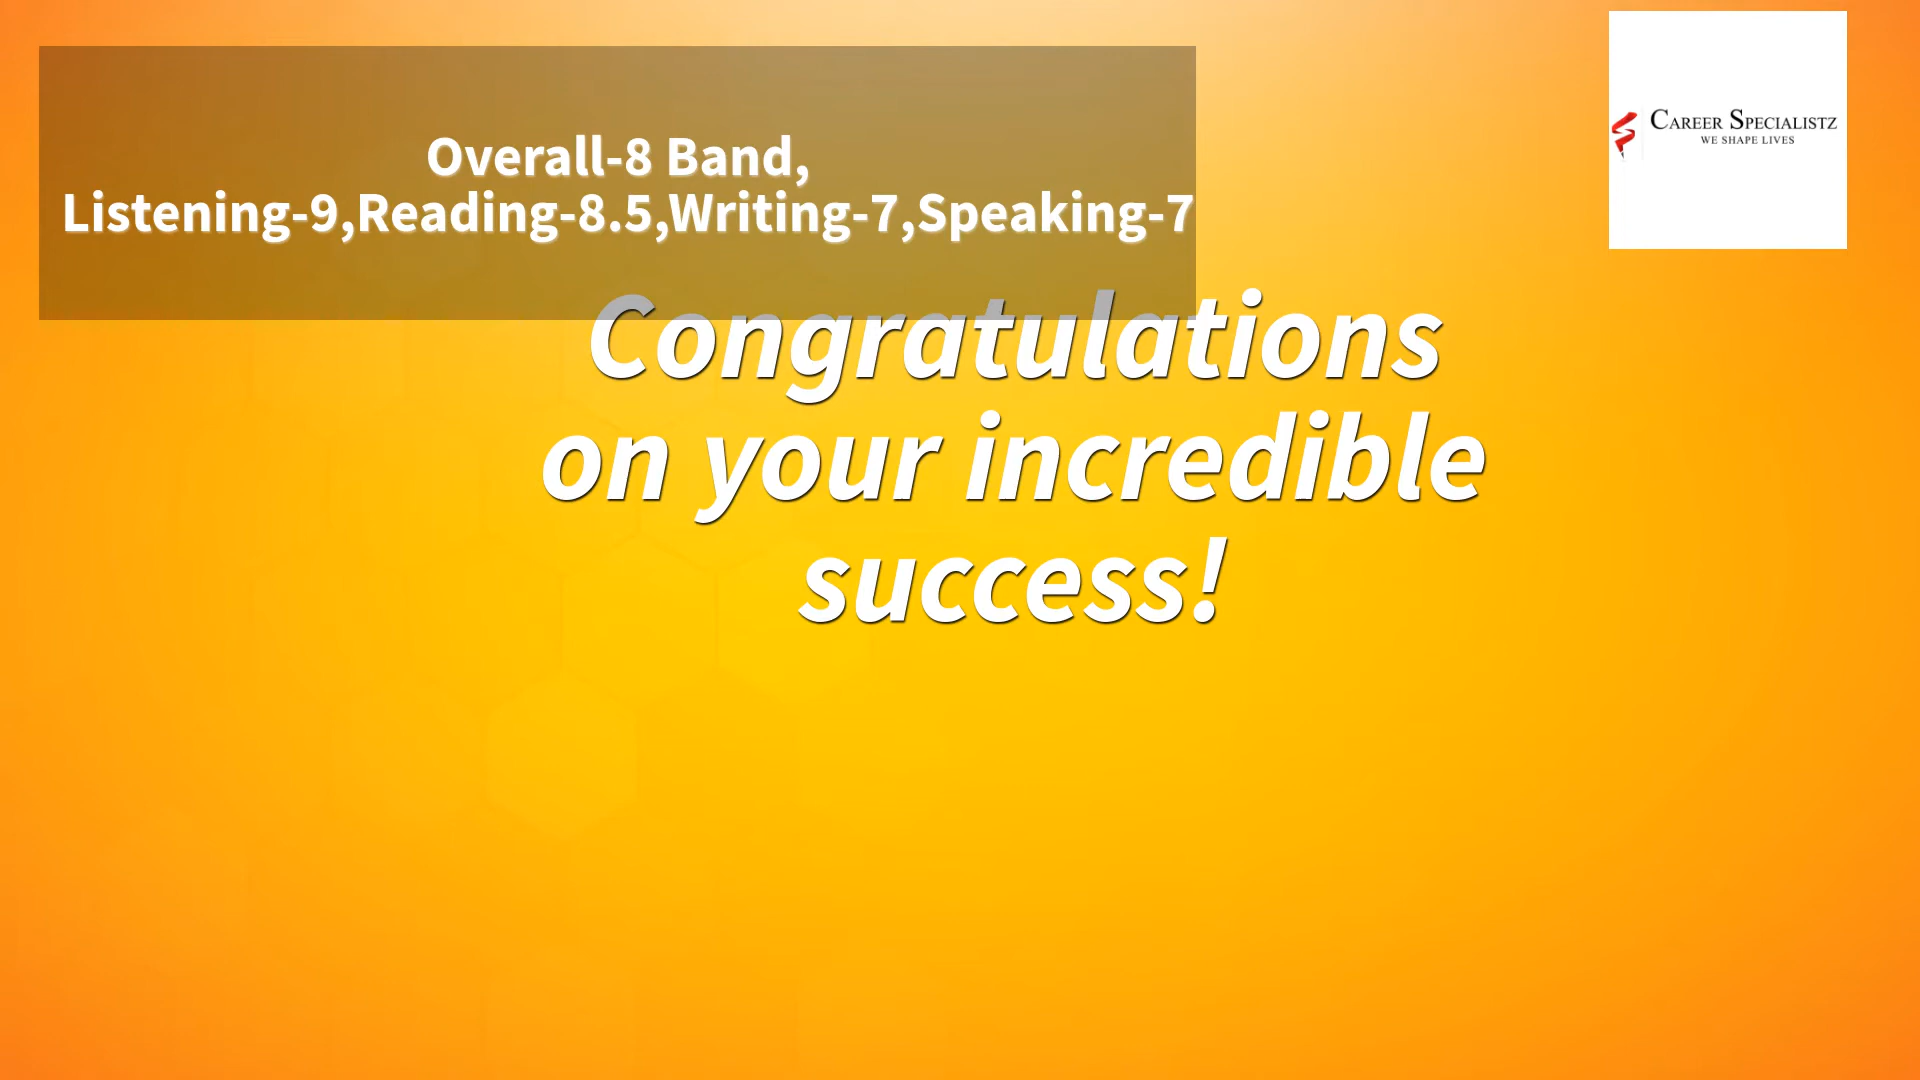 Overall-8 Band,
Listening-9,Reading-8.5,Writing-7,Speaking-7
CAREER SPECIALISTZ
WE SHAPE LIVES
Congratulations
on your incredible
success!